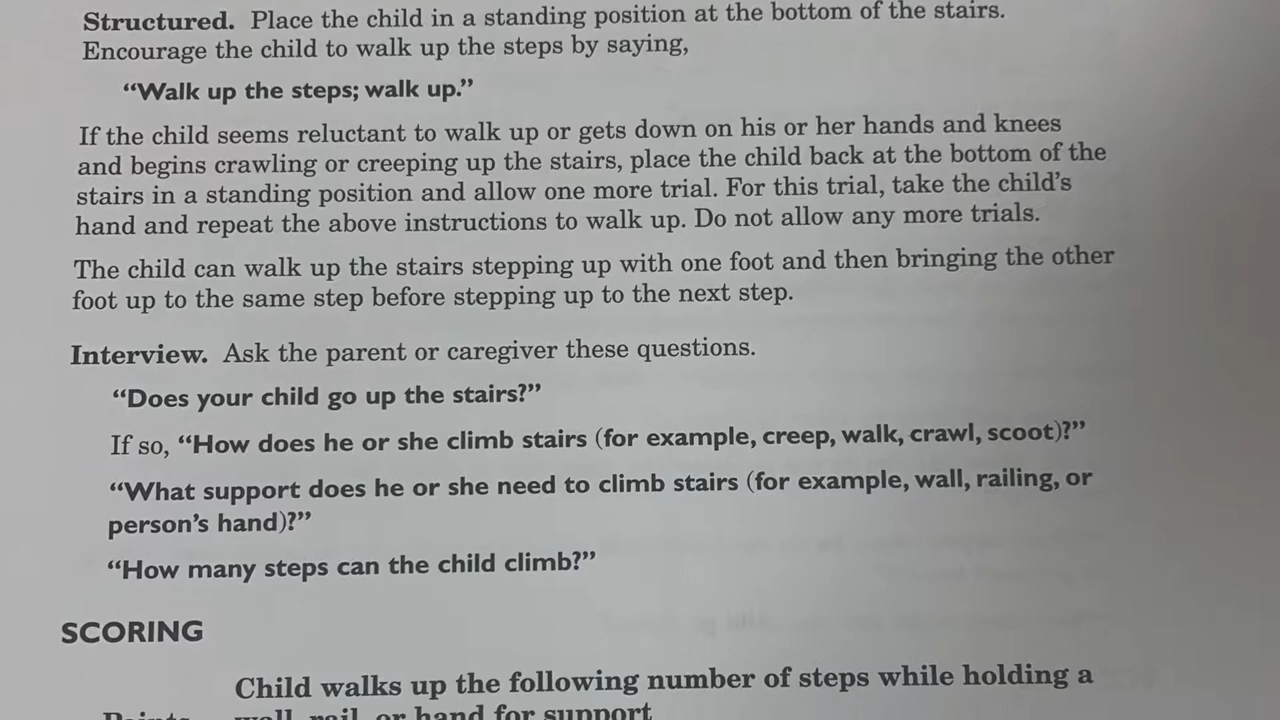 Structured. Place the child in a standing position at the bottom of the stairs.
Encourage the child to walk up the steps by saying,
“Walk up the steps; walk up.”
If the child seems reluctant to walk up or gets down on his or her hands and knees
and begins crawling or creeping up the stairs, place the child back at the bottom of the
stairs in a standing position and allow one more trial. For this trial, take the child’s
hand and repeat the above instructions to walk up. Do not allow any more trials.
The child can walk up the stairs stepping up with one foot and then bringing the other
foot up to the same step before stepping up to the next step.
Interview. Ask the parent or caregiver these questions.
“Does your child go up the stairs?”
If so, “How does he or she climb stairs (for example, creep, walk, crawl, scoot)?”
“What support does he or she need to climb stairs (for example, wall, railing, or
person’s hand)?”
“How many steps can the child climb?”
SCORING
Child walks up the following number of steps while holding a
Points wall, rail, or hand for support